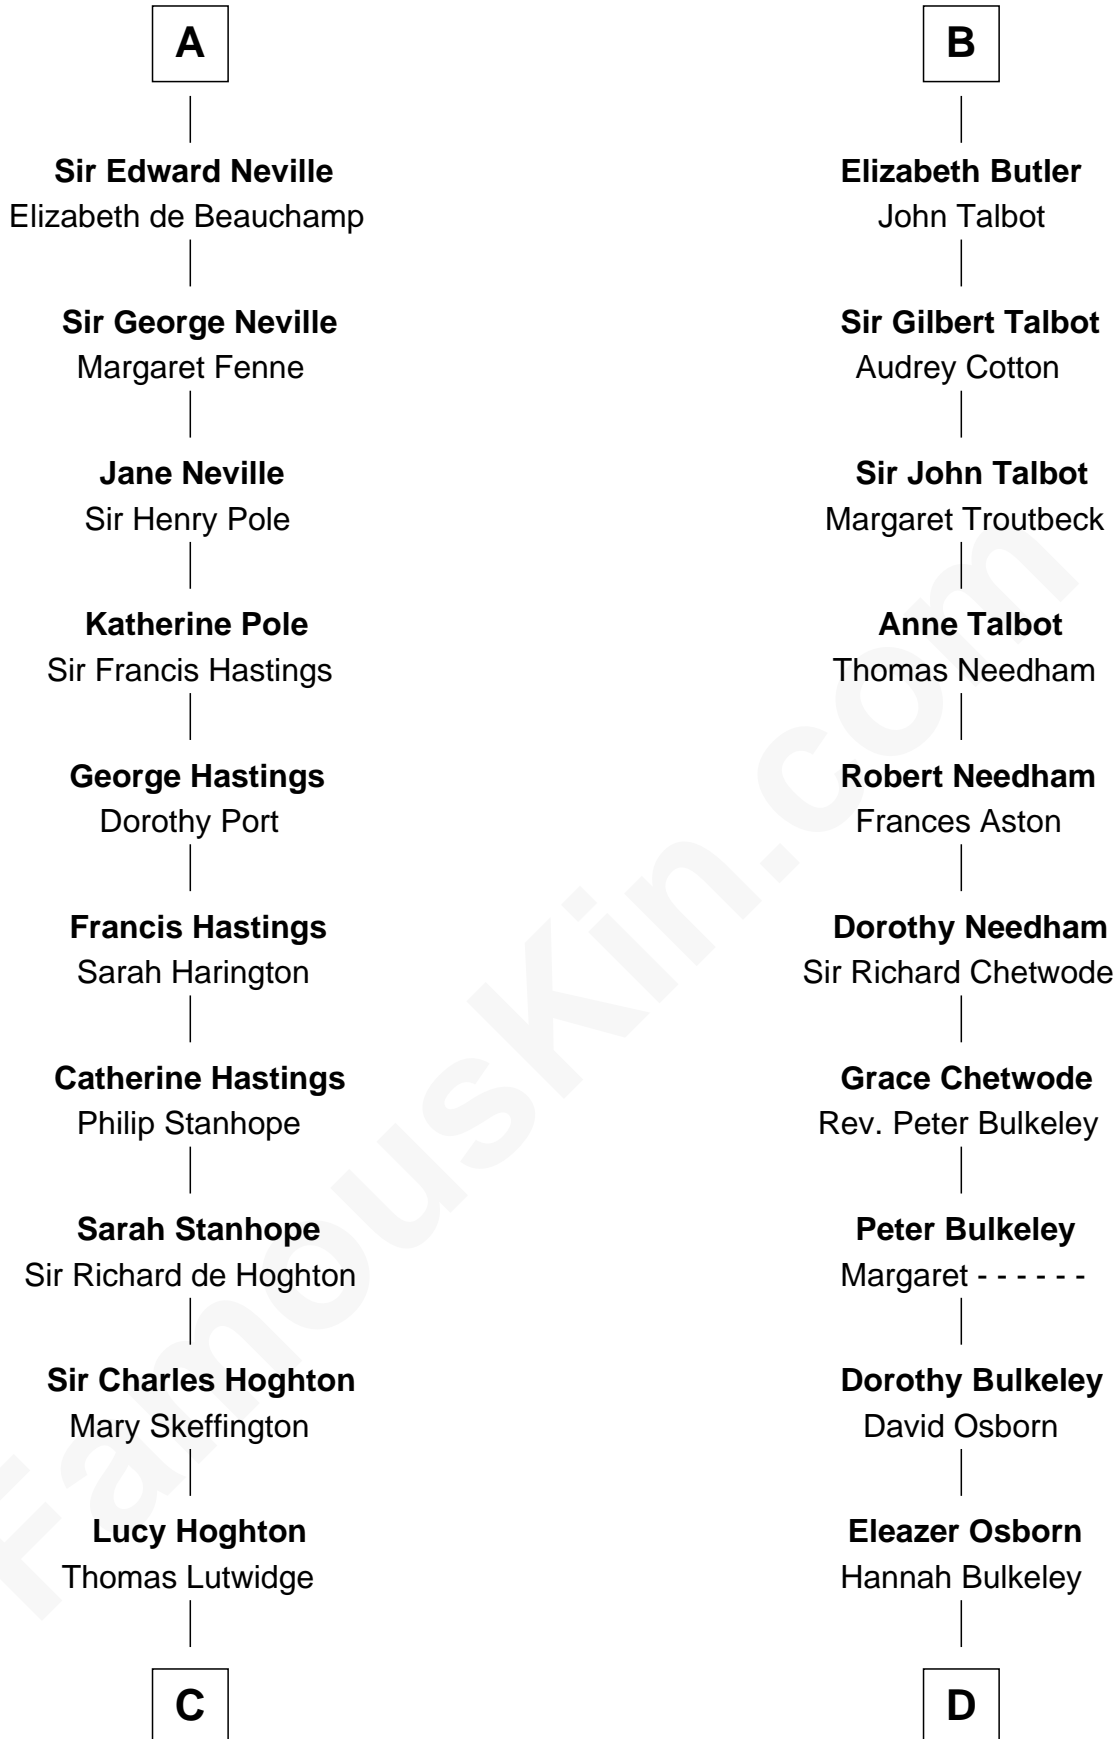 A
Sir Edward Neville
Elizabeth de Beauchamp
Sir George Neville
Margaret Fenne
Jane Neville
Sir Henry Pole
Katherine Pole
Sir Francis Hastings
George Hastings
Dorothy Port
Francis Hastings
Sarah Harington
Catherine Hastings
Philip Stanhope
Sarah Stanhope
Sir Richard de Hoghton
Sir Charles Hoghton
Mary Skeffington
Lucy Hoghton
Thomas Lutwidge
C
B
Elizabeth Butler
John Talbot
Sir Gilbert Talbot
Audrey Cotton
Sir John Talbot
Margaret Troutbeck
Anne Talbot
Thomas Needham
Robert Needham
Frances Aston
Dorothy Needham
Sir Richard Chetwode
Grace Chetwode
Rev. Peter Bulkeley
Peter Bulkeley
Margaret - - - - - -
Dorothy Bulkeley
David Osborn
Eleazer Osborn
Hannah Bulkeley
D
FamousKin.com